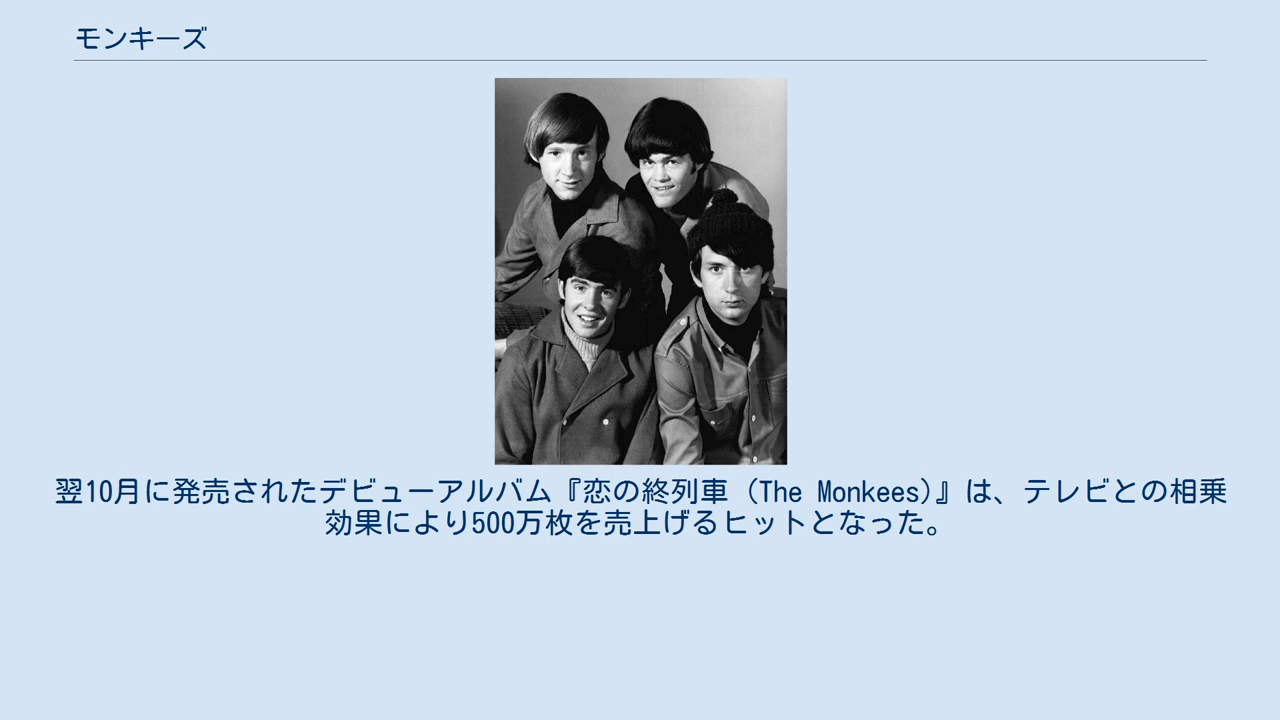 モンキーズ
翌10月に発売されたデビューアルバム『恋の終列車 (The Monkees)』は、テレビとの相乗
効果により500万枚を売上げるヒットとなった。